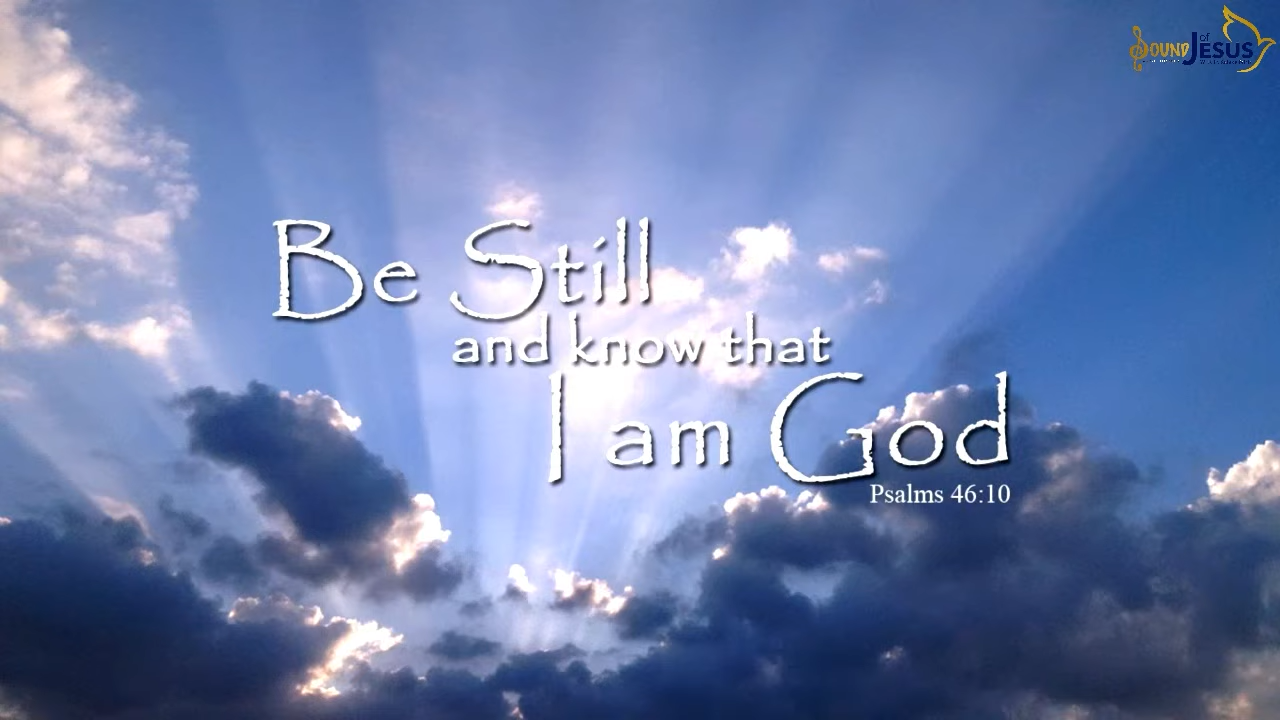 Sound of Jesus
Be Still
and know that
I am God
Psalms 46:10